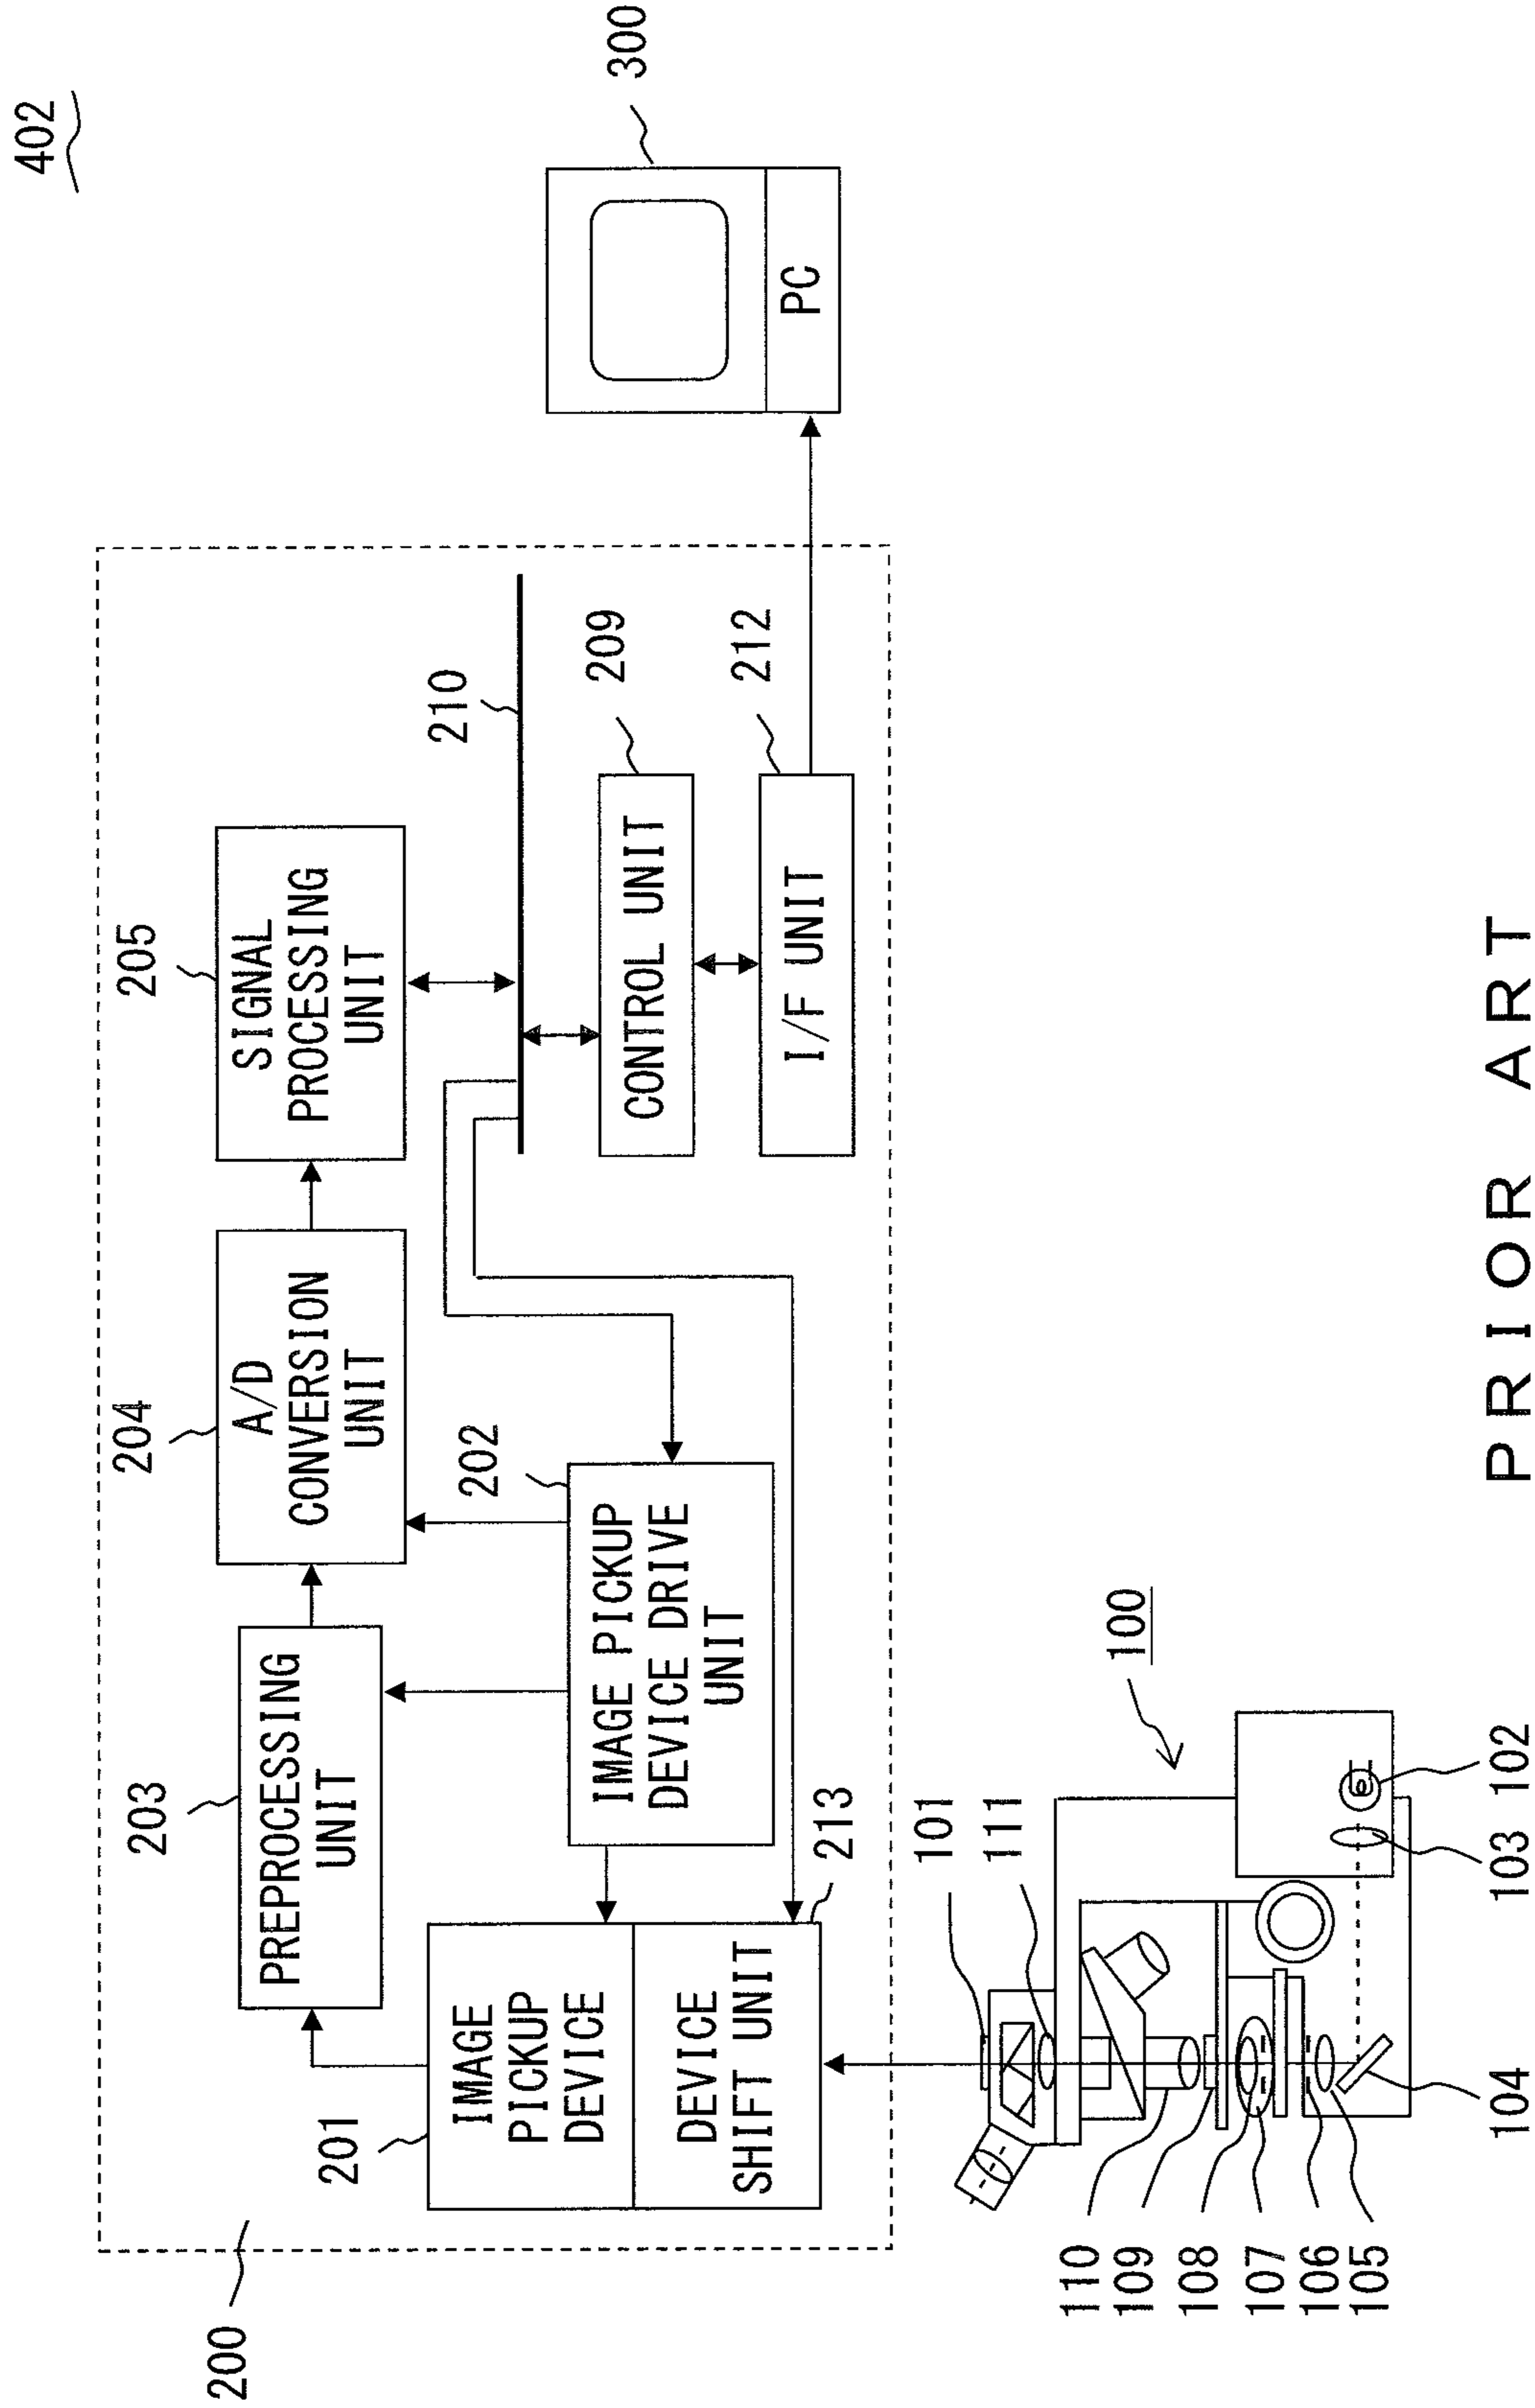 402
200
203
PREPROCESSING
UNIT
204
A/D
CONVERSION
UNIT
205
SIGNAL
PROCESSING
UNIT
201
IMAGE
PICKUP
DEVICE
DEVICE
SHIFT UNIT
213
202
IMAGE PICKUP
DEVICE DRIVE
UNIT
210
209
CONTROL UNIT
212
I/F UNIT
300
PC
100
101
111
110
109
108
107
106
105
104
103
102
PRIOR ART